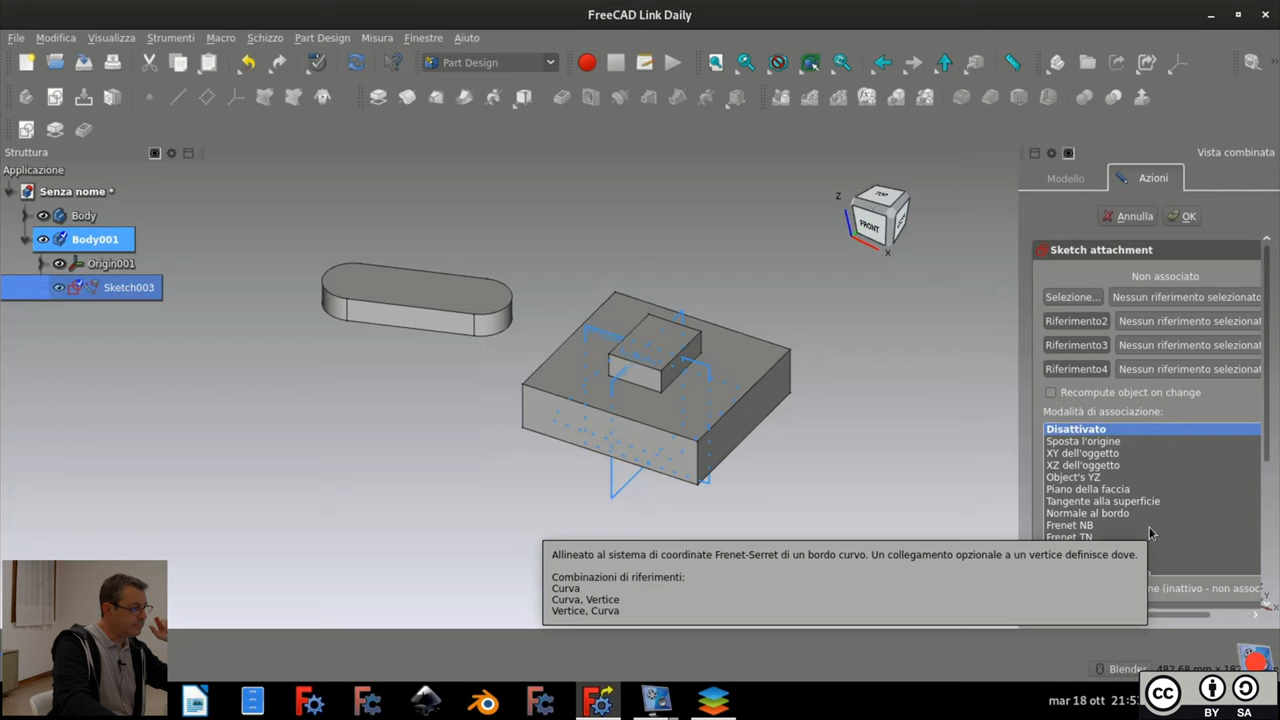 FreeCAD Link Daily
File Modifica Visualizza Strumenti Macro Schizzo Part Design Misura Finestre Aiuto
Part Design
Struttura
Vista combinata
Applicazione
Modello Azioni
Senza nome *
Body
Annulla OK
Body001
Sketch attachment
Origin001
Non associato
Sketch003
Selezione... Nessun riferimento selezionato
Riferimento2 Nessun riferimento selezionat
Riferimento3 Nessun riferimento selezionat
Riferimento4 Nessun riferimento selezionat
Recompute object on change
Modalità di associazione:
Disattivato
Sposta l'origine
XY dell'oggetto
XZ dell'oggetto
Object's YZ
Piano della faccia
Tangente alla superficie
Normale al bordo
Frenet NB
Frenet TN
Z
TOP
FRONT
X
Allineato al sistema di coordinate Frenet-Serret di un bordo curvo. Un collegamento opzionale a un vertice definisce dove.
Combinazioni di riferimenti:
Curva
Curva, Vertice
Vertice, Curva
ne (inattivo - non assoc
Blender
mar 18 ott
cc
BY SA